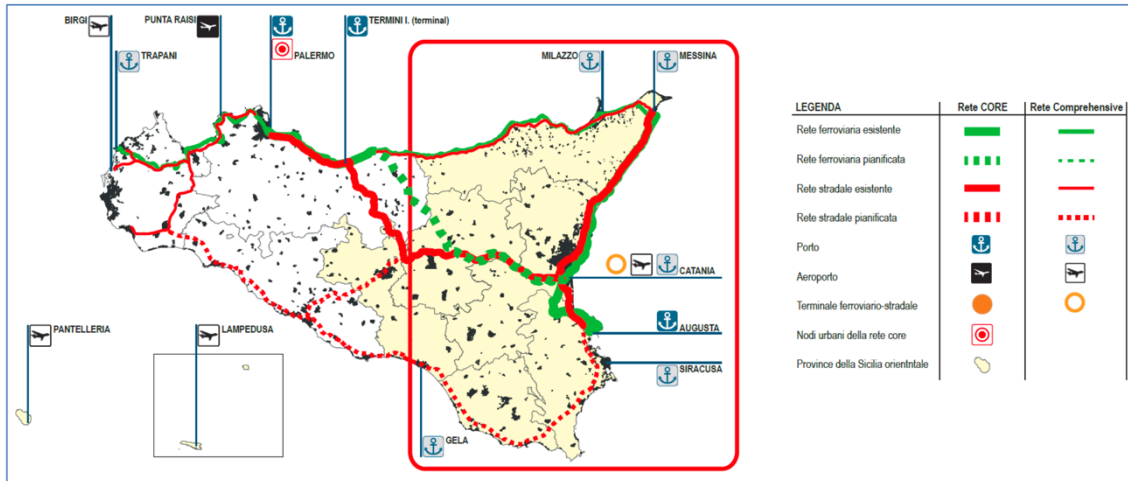 BIRGI
PUNTA RAISI
TERMINI I. (terminal)
TRAPANI
PALERMO
MILAZZO
MESSINA
CATANIA
AUGUSTA
SIRACUSA
PANTELLERIA
LAMPEDUSA
GELA
LEGENDA
Rete CORE
Rete Comprehensive
Rete ferroviaria esistente
Rete ferroviaria pianificata
Rete stradale esistente
Rete stradale pianificata
Porto
Aeroporto
Terminale ferroviario-stradale
Nodi urbani della rete core
Province della Sicilia orientntale